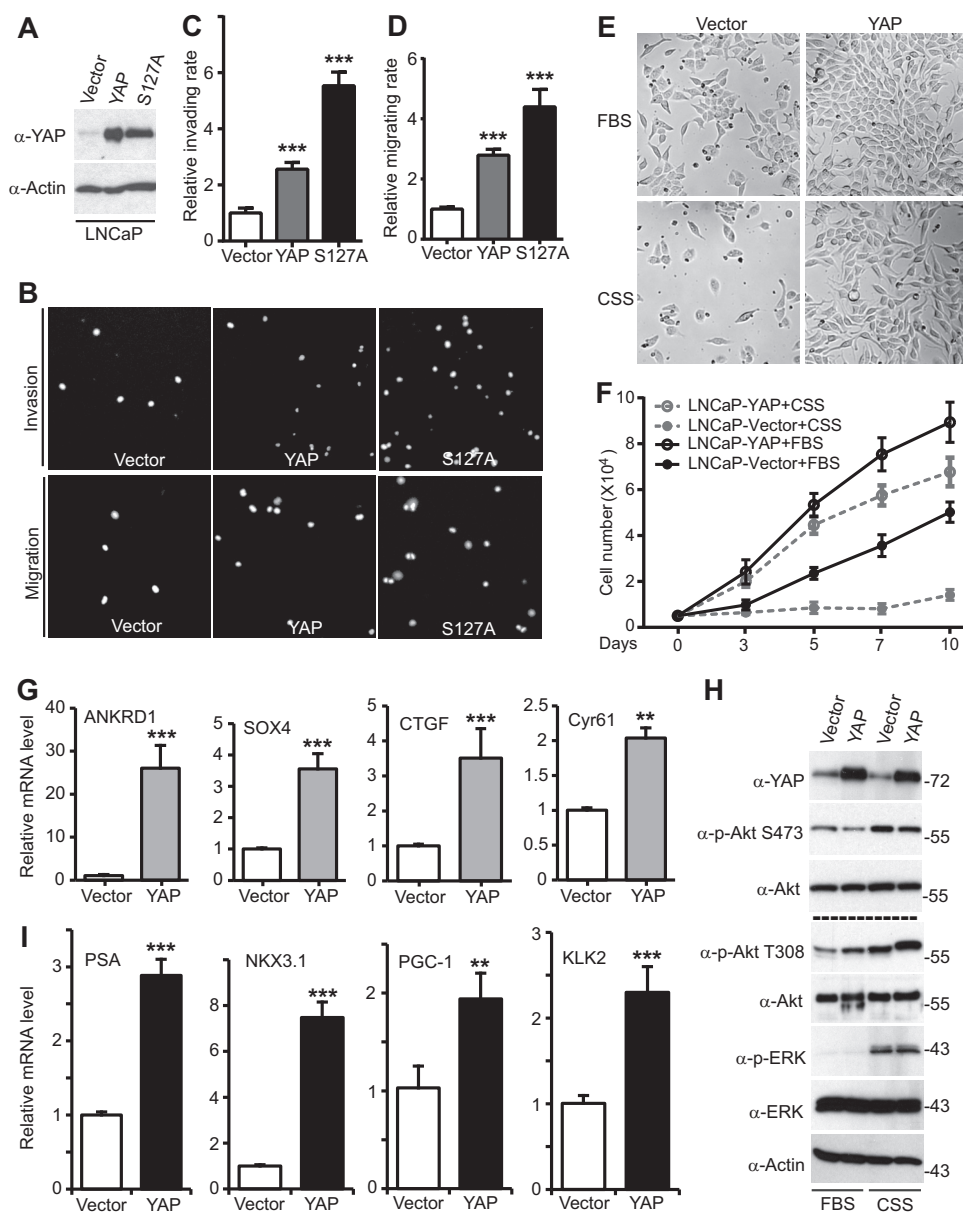 A
Vector
YAP
S127A
α-YAP
α-Actin
LNCaP
C
Relative invading rate
8
6
4
2
0
***
***
Vector YAP S127A
D
Relative migrating rate
6
4
2
0
***
***
Vector YAP S127A
E
Vector
YAP
FBS
CSS
B
Invasion
Vector
YAP
S127A
Migration
Vector
YAP
S127A
F
Cell number (X10⁴)
10
8
6
4
2
0
LNCaP-YAP+CSS
LNCaP-Vector+CSS
LNCaP-YAP+FBS
LNCaP-Vector+FBS
Days
0 3 5 7 10
G
Relative mRNA level
ANKRD1
40
30
20
10
0
***
Vector YAP
SOX4
5
4
3
2
1
0
***
Vector YAP
CTGF
5
4
3
2
1
0
***
Vector YAP
Cyr61
2.5
2
1.5
1
0.5
0
**
Vector YAP
H
Vector
YAP
Vector
YAP
α-YAP
-72
α-p-Akt S473
-55
α-Akt
-55
α-p-Akt T308
-55
α-Akt
-55
α-p-ERK
-43
α-ERK
-43
α-Actin
-43
FBS CSS
I
Relative mRNA level
PSA
3
2
1
0
***
Vector YAP
NKX3.1
8
6
4
2
0
***
Vector YAP
PGC-1
2
1
0
**
Vector YAP
KLK2
3
2
1
0
***
Vector YAP